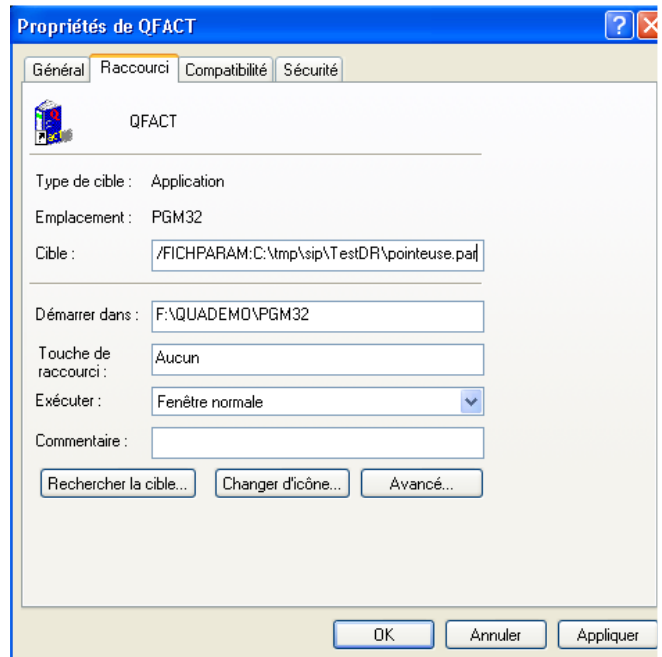 Propriétés de QFACT
Général Raccourci Compatibilité Sécurité
QFACT
Type de cible : Application
Emplacement : PGM32
Cible : /FICHPARAM:C:\tmp\sip\TestDR\pointeuse.par
Démarrer dans : F:\QUADEMO\PGM32
Touche de
raccourci : Aucun
Exécuter : Fenêtre normale
Commentaire :
Rechercher la cible... Changer d'icône... Avancé...
OK Annuler Appliquer